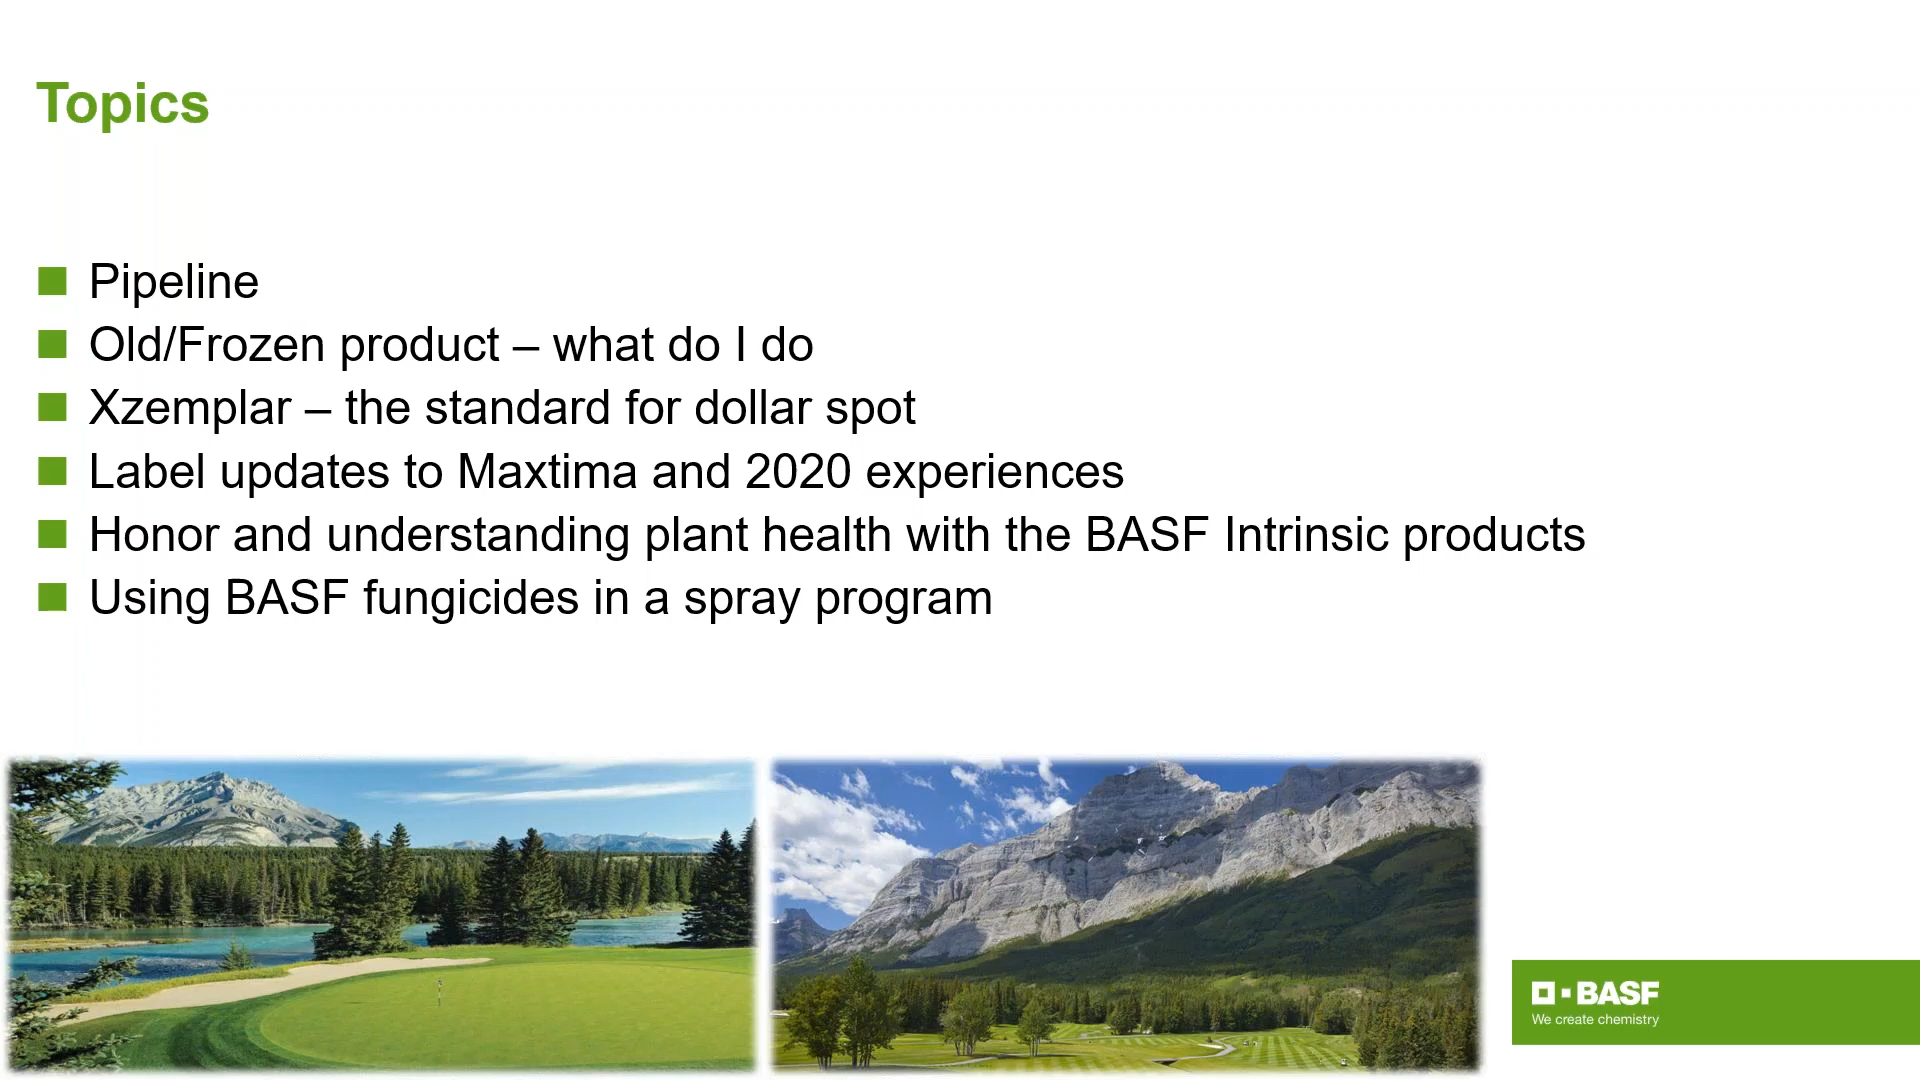 Topics
Pipeline
Old/Frozen product – what do I do
Xzemplar – the standard for dollar spot
Label updates to Maxtima and 2020 experiences
Honor and understanding plant health with the BASF Intrinsic products
Using BASF fungicides in a spray program
BASF
We create chemistry